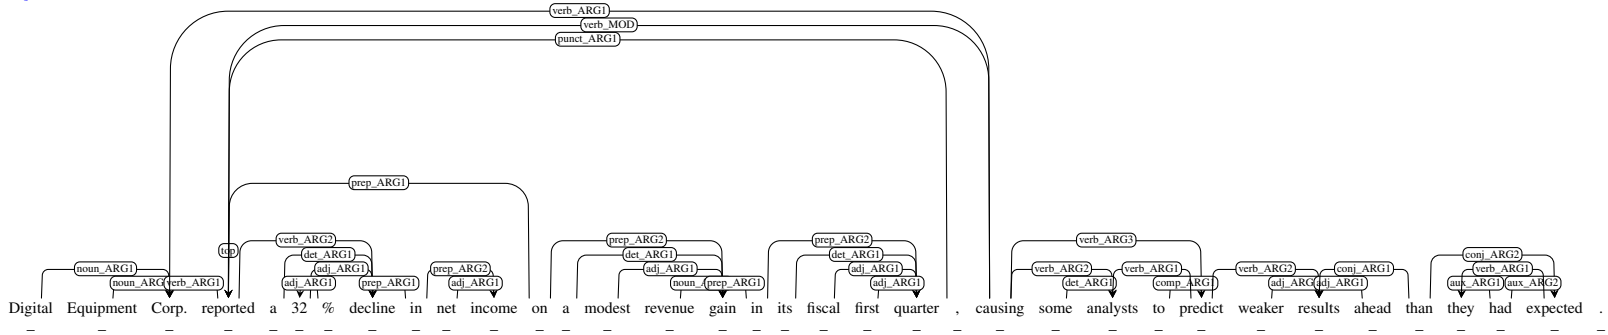 verb_ARG1
verb_MOD
punct_ARG1
prep_ARG1
top verb_ARG2 prep_ARG2 prep_ARG2 verb_ARG3
det_ARG1 det_ARG1 det_ARG1 conj_ARG2
noun_ARG1 adj_ARG1 prep_ARG2 adj_ARG1 adj_ARG1 verb_ARG2 verb_ARG1 verb_ARG2 conj_ARG1 verb_ARG1
verb_ARG1 adj_ARG1 prep_ARG1 adj_ARG1 prep_ARG1 adj_ARG1 det_ARG1 comp_ARG1 adj_ARG1 aux_ARG1 aux_ARG2
Digital Equipment Corp. reported a 32 % decline in net income on a modest revenue gain in its fiscal first quarter , causing some analysts to predict weaker results ahead than they had expected .